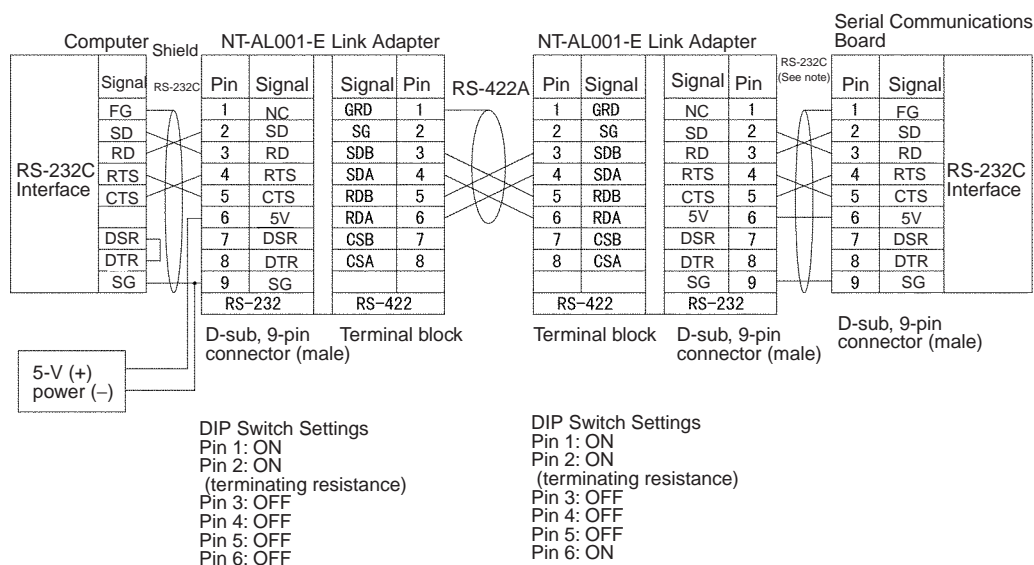 Computer
Shield
NT-AL001-E Link Adapter
NT-AL001-E Link Adapter
Serial Communications
Board
Signal
RS-232C
Pin Signal
Signal Pin
RS-422A
Pin Signal
Signal Pin
RS-232C
(See note)
Pin Signal
FG 1 NC GRD 1 1 GRD NC 1 1 FG
SD 2 SD SG 2 2 SG SD 2 2 SD
RD 3 RD SDB 3 3 SDB RD 3 3 RD
RS-232C
Interface
RTS 4 RTS SDA 4 4 SDA RTS 4 4 RTS
RS-232C
Interface
CTS 5 CTS RDB 5 5 RDB CTS 5 5 CTS
6 5V RDA 6 6 RDA 5V 6 6 5V
DSR 7 DSR CSB 7 7 CSB DSR 7 7 DSR
DTR 8 DTR CSA 8 8 CSA DTR 8 8 DTR
SG 9 SG SG 9 9 SG
RS-232 RS-422 RS-422 RS-232
D-sub, 9-pin
connector (male)
Terminal block
Terminal block
D-sub, 9-pin
connector (male)
D-sub, 9-pin
connector (male)
5-V (+)
power (–)
DIP Switch Settings
Pin 1: ON
Pin 2: ON
(terminating resistance)
Pin 3: OFF
Pin 4: OFF
Pin 5: OFF
Pin 6: OFF
DIP Switch Settings
Pin 1: ON
Pin 2: ON
(terminating resistance)
Pin 3: OFF
Pin 4: OFF
Pin 5: OFF
Pin 6: ON